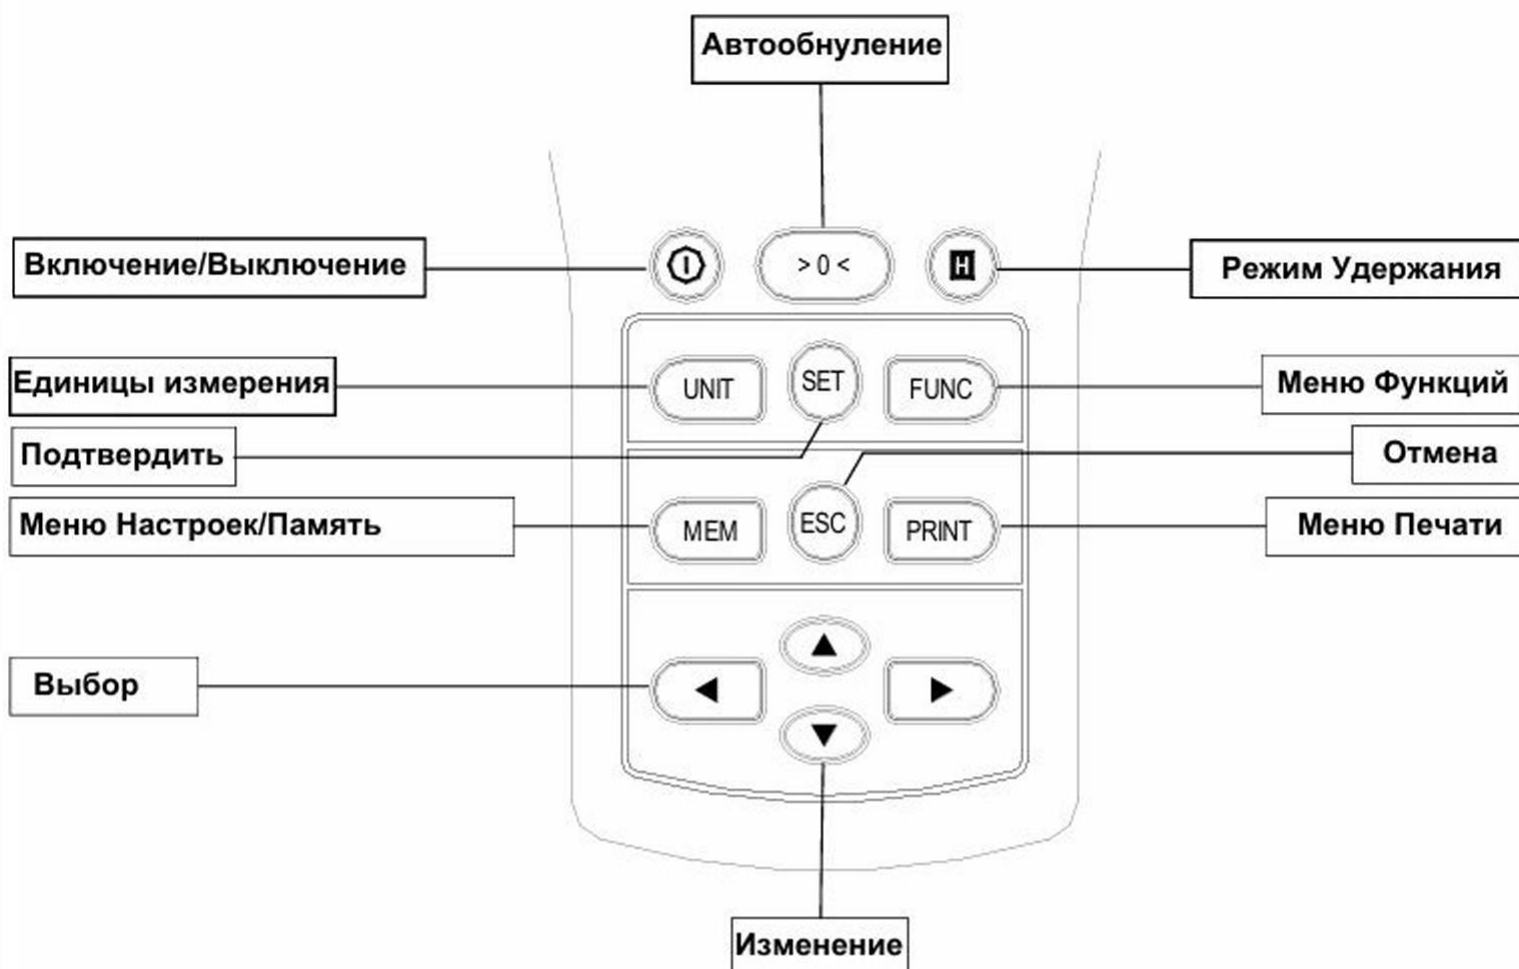 Автообнуление
Включение/Выключение
> 0 <
H
Режим Удержания
Единицы измерения
UNIT
SET
FUNC
Меню Функций
Подтвердить
Отмена
Меню Настроек/Память
MEM
ESC
PRINT
Меню Печати
Выбор
Изменение